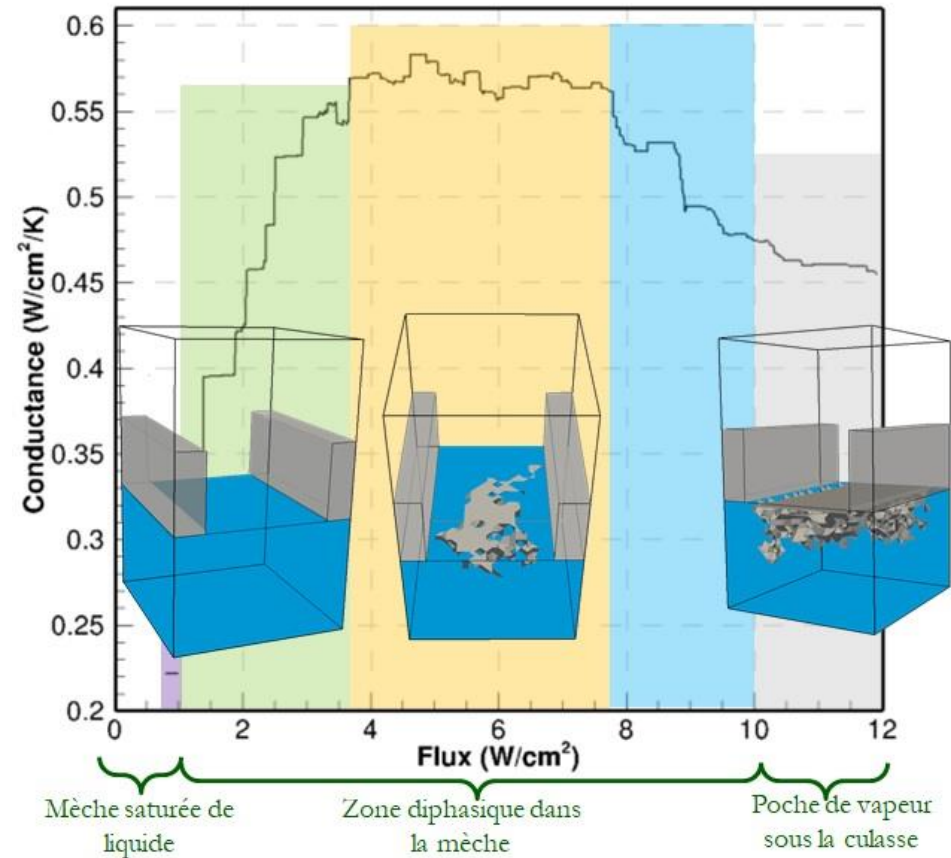 0.6
0.55
0.5
0.45
0.4
0.35
0.3
0.25
0.2
Conductance (W/cm²/K)
0 2 4 6 8 10 12
Flux (W/cm²)
Mèche saturée de
liquide
Zone diphasique dans
la mèche
Poche de vapeur
sous la culasse